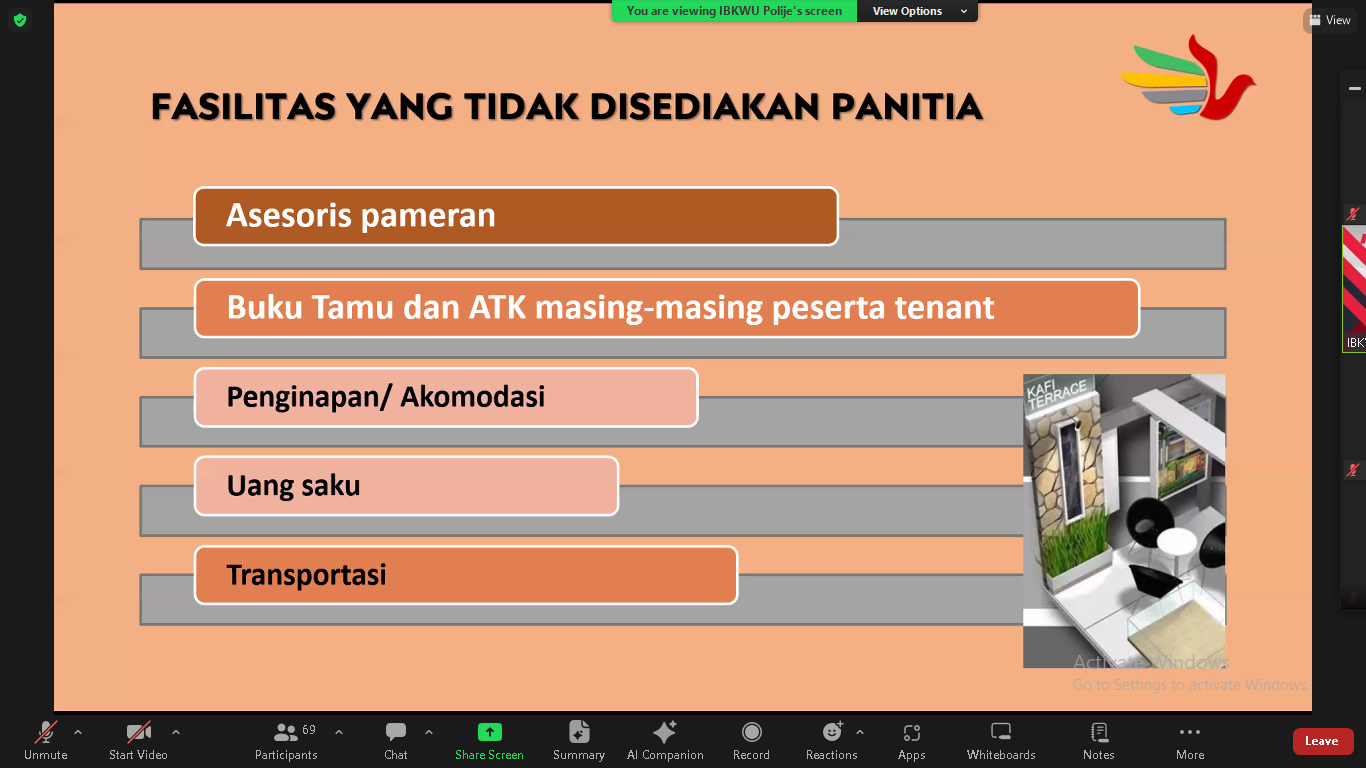 You are viewing IBKWU Polije's screen
View Options
View
FASILITAS YANG TIDAK DISEDIAKAN PANITIA
Asesoris pameran
Buku Tamu dan ATK masing-masing peserta tenant
Penginapan/ Akomodasi
Uang saku
Transportasi
KAFI
TERRACE
Activate Windows
Go to Settings to activate Windows.
Unmute
Start Video
69
Participants
Chat
Share Screen
Summary
AI Companion
Record
Reactions
Apps
Whiteboards
Notes
More
Leave